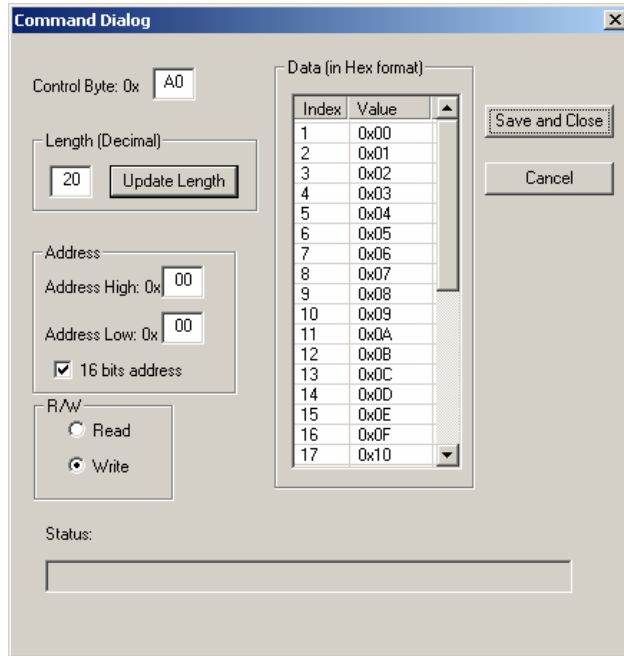 Command Dialog
Control Byte: 0x A0
Length (Decimal)
20 Update Length
Address
Address High: 0x 00
Address Low: 0x 00
16 bits address
R/W
Read
Write
Data (in Hex format)
Index Value
1 0x00
2 0x01
3 0x02
4 0x03
5 0x04
6 0x05
7 0x06
8 0x07
9 0x08
10 0x09
11 0x0A
12 0x0B
13 0x0C
14 0x0D
15 0x0E
16 0x0F
17 0x10
Save and Close
Cancel
Status: